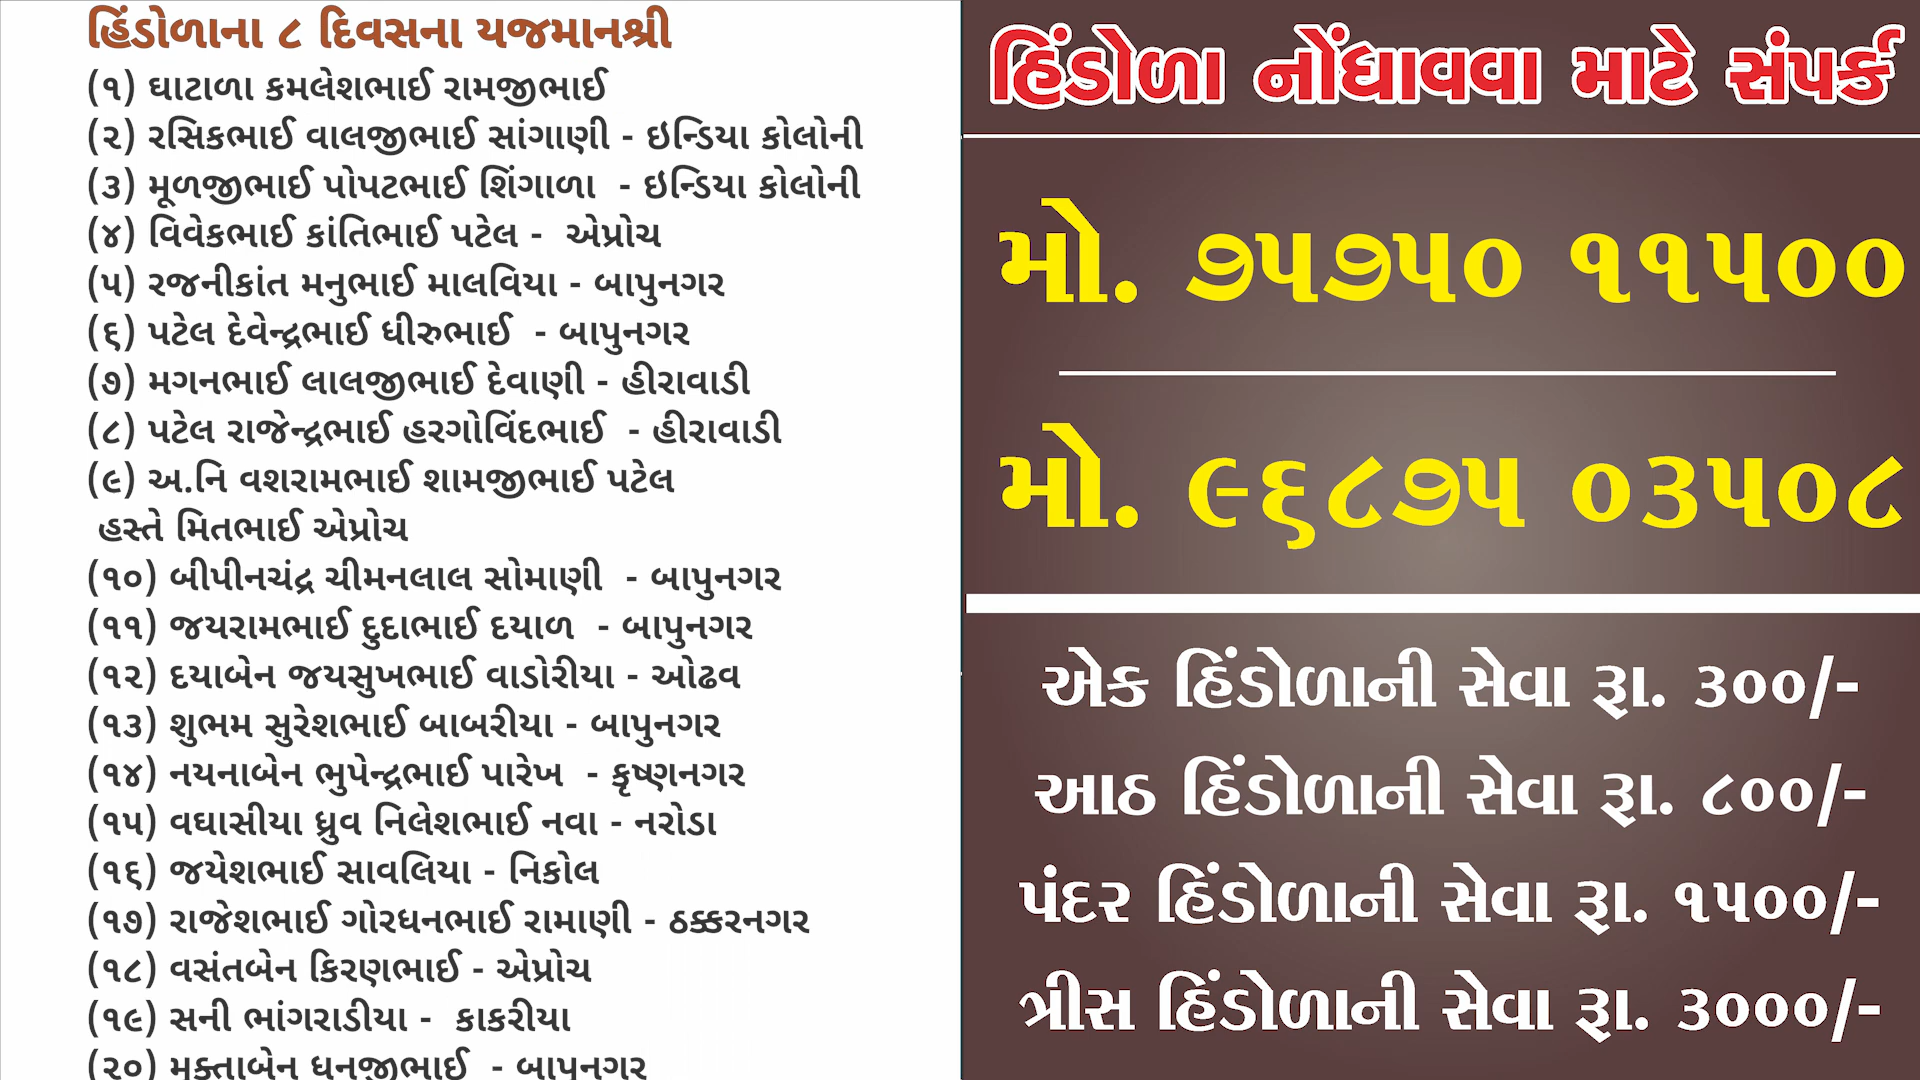 હિંડોળાના ૮ દિવસના યજમાનશ્રી
(૧) ઘાટાળા કમલેશભાઈ રામજીભાઈ
(૨) રસિકભાઈ વાલજીભાઈ સાંગાણી - ઇન્ડિયા કોલોની
(૩) મૂળજીભાઈ પોપટભાઈ શિંગાળા - ઇન્ડિયા કોલોની
(૪) વિવેકભાઈ કાંતિભાઈ પટેલ - એપ્રોચ
(૫) રજનીકાંત મનુભાઈ માલવિયા - બાપુનગર
(૬) પટેલ દેવેન્દ્રભાઈ ધીરુભાઈ - બાપુનગર
(૭) મગનભાઈ લાલજીભાઈ દેવાણી - હીરાવાડી
(૮) પટેલ રાજેન્દ્રભાઈ હરગોવિંદભાઈ - હીરાવાડી
(૯) અ.નિ વશરામભાઈ શામજીભાઈ પટેલ
હસ્તે મિતભાઈ એપ્રોચ
(૧૦) બીપીનચંદ્ર ચીમનલાલ સોમાણી - બાપુનગર
(૧૧) જયરામભાઈ દુદાભાઈ દયાળ - બાપુનગર
(૧૨) દયાબેન જયસુખભાઈ વાડોરીયા - ઓઢવ
(૧૩) શુભમ સુરેશભાઈ બાબરીયા - બાપુનગર
(૧૪) નયનાબેન ભુપેન્દ્રભાઈ પારેખ - કૃષ્ણનગર
(૧૫) વઘાસીયા ધ્રુવ નિલેશભાઈ નવા - નરોડા
(૧૬) જયેશભાઈ સાવલિયા - નિકોલ
(૧૭) રાજેશભાઈ ગોરધનભાઈ રામાણી - ઠક્કરનગર
(૧૮) વસંતબેન કિરણભાઈ - એપ્રોચ
(૧૯) સની ભાંગરાડીયા - કાકરીયા
(૨૦) મુક્તાબેન ધનજીભાઈ - બાપુનગર
હિંડોળા નોંધાવવા માટે સંપર્ક
મો. ૭૫૭૫૦ ૧૧૫૦૦
મો. ૯૬૮૭૫ ૦૩૫૦૮
એક હિંડોળાની સેવા રૂા. ૩૦૦/-
આઠ હિંડોળાની સેવા રૂા. ૮૦૦/-
પંદર હિંડોળાની સેવા રૂા. ૧૫૦૦/-
ત્રીસ હિંડોળાની સેવા રૂા. ૩૦૦૦/-